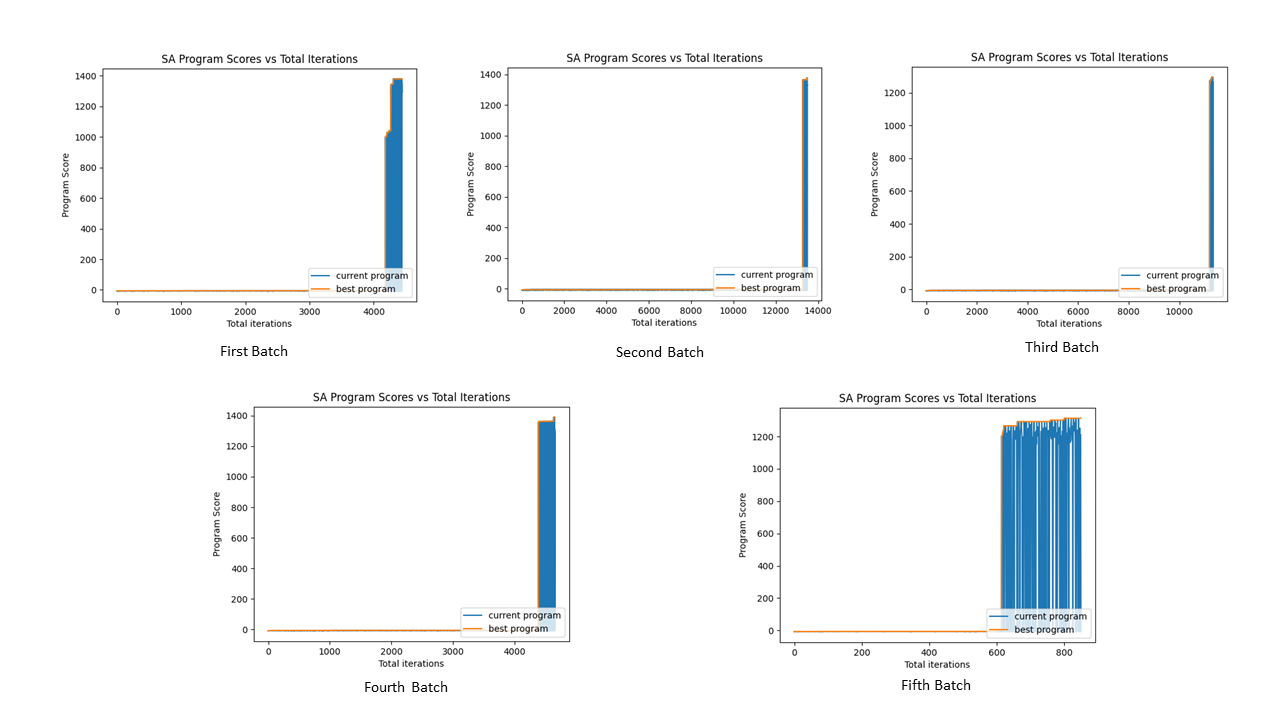 SA Program Scores vs Total Iterations
1400
1200
1000
800
600
400
200
0
Program Score
current program
best program
0 1000 2000 3000 4000
Total iterations
First Batch
SA Program Scores vs Total Iterations
1400
1200
1000
800
600
400
200
0
Program Score
current program
best program
0 2000 4000 6000 8000 10000 12000 14000
Total iterations
Second Batch
SA Program Scores vs Total Iterations
1200
1000
800
600
400
200
0
Program Score
current program
best program
0 2000 4000 6000 8000 10000
Total iterations
Third Batch
SA Program Scores vs Total Iterations
1400
1200
1000
800
600
400
200
0
Program Score
current program
best program
0 1000 2000 3000 4000
Total iterations
Fourth Batch
SA Program Scores vs Total Iterations
1200
1000
800
600
400
200
0
Program Score
current program
best program
0 200 400 600 800
Total iterations
Fifth Batch